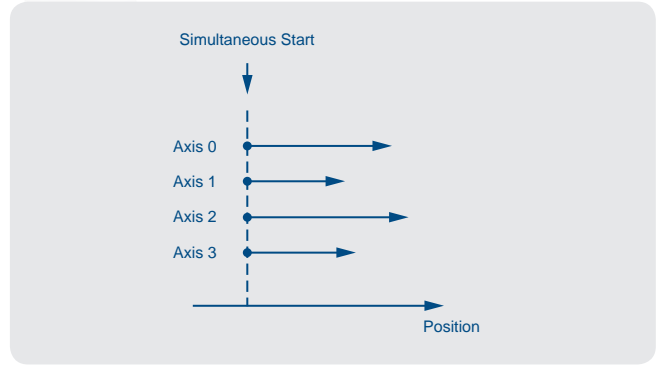 Simultaneous Start
Axis 0
Axis 1
Axis 2
Axis 3
Position